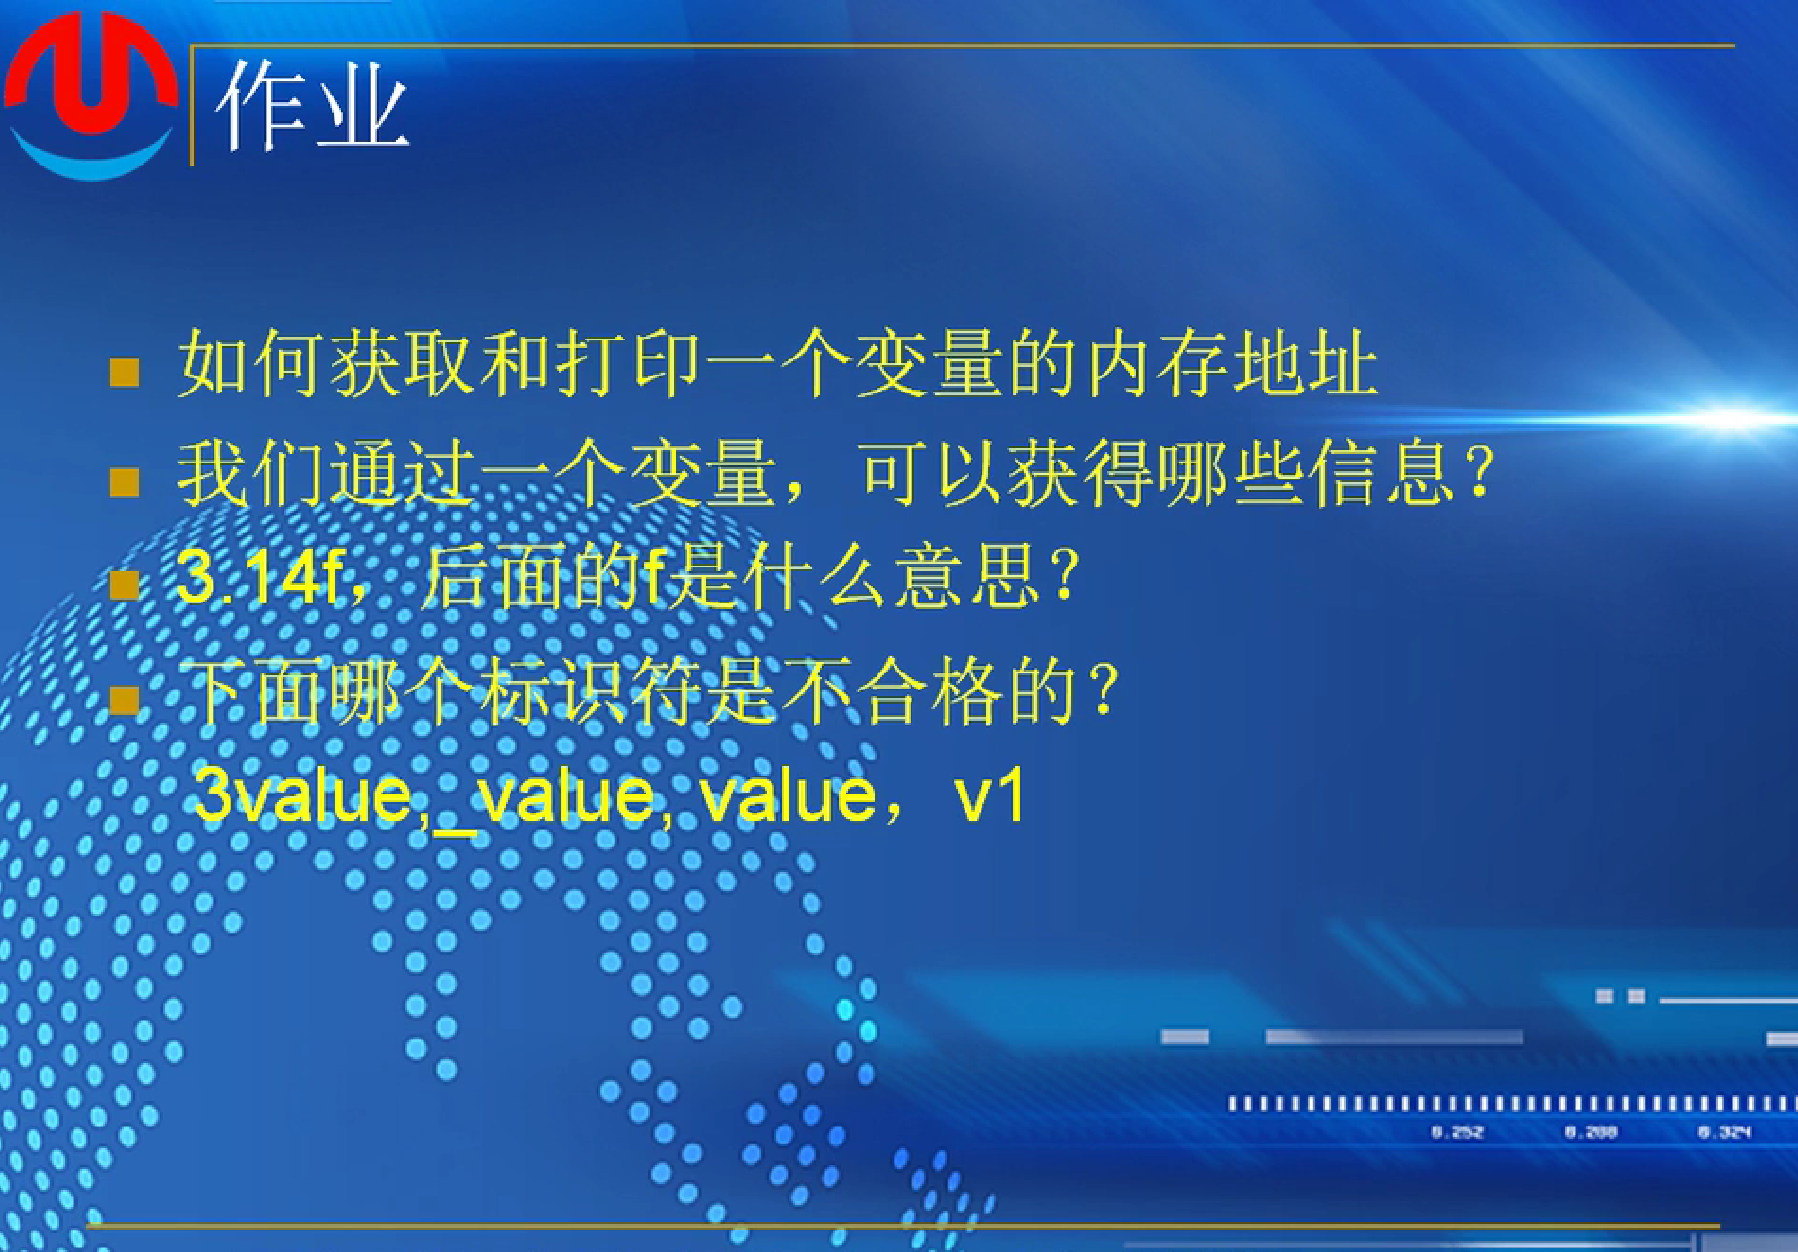 作业
如何获取和打印一个变量的内存地址
我们通过一个变量，可以获得哪些信息？
3.14f，后面的f是什么意思？
下面哪个标识符是不合格的？
3value,_value, value，v1
0.252 0.288 0.324